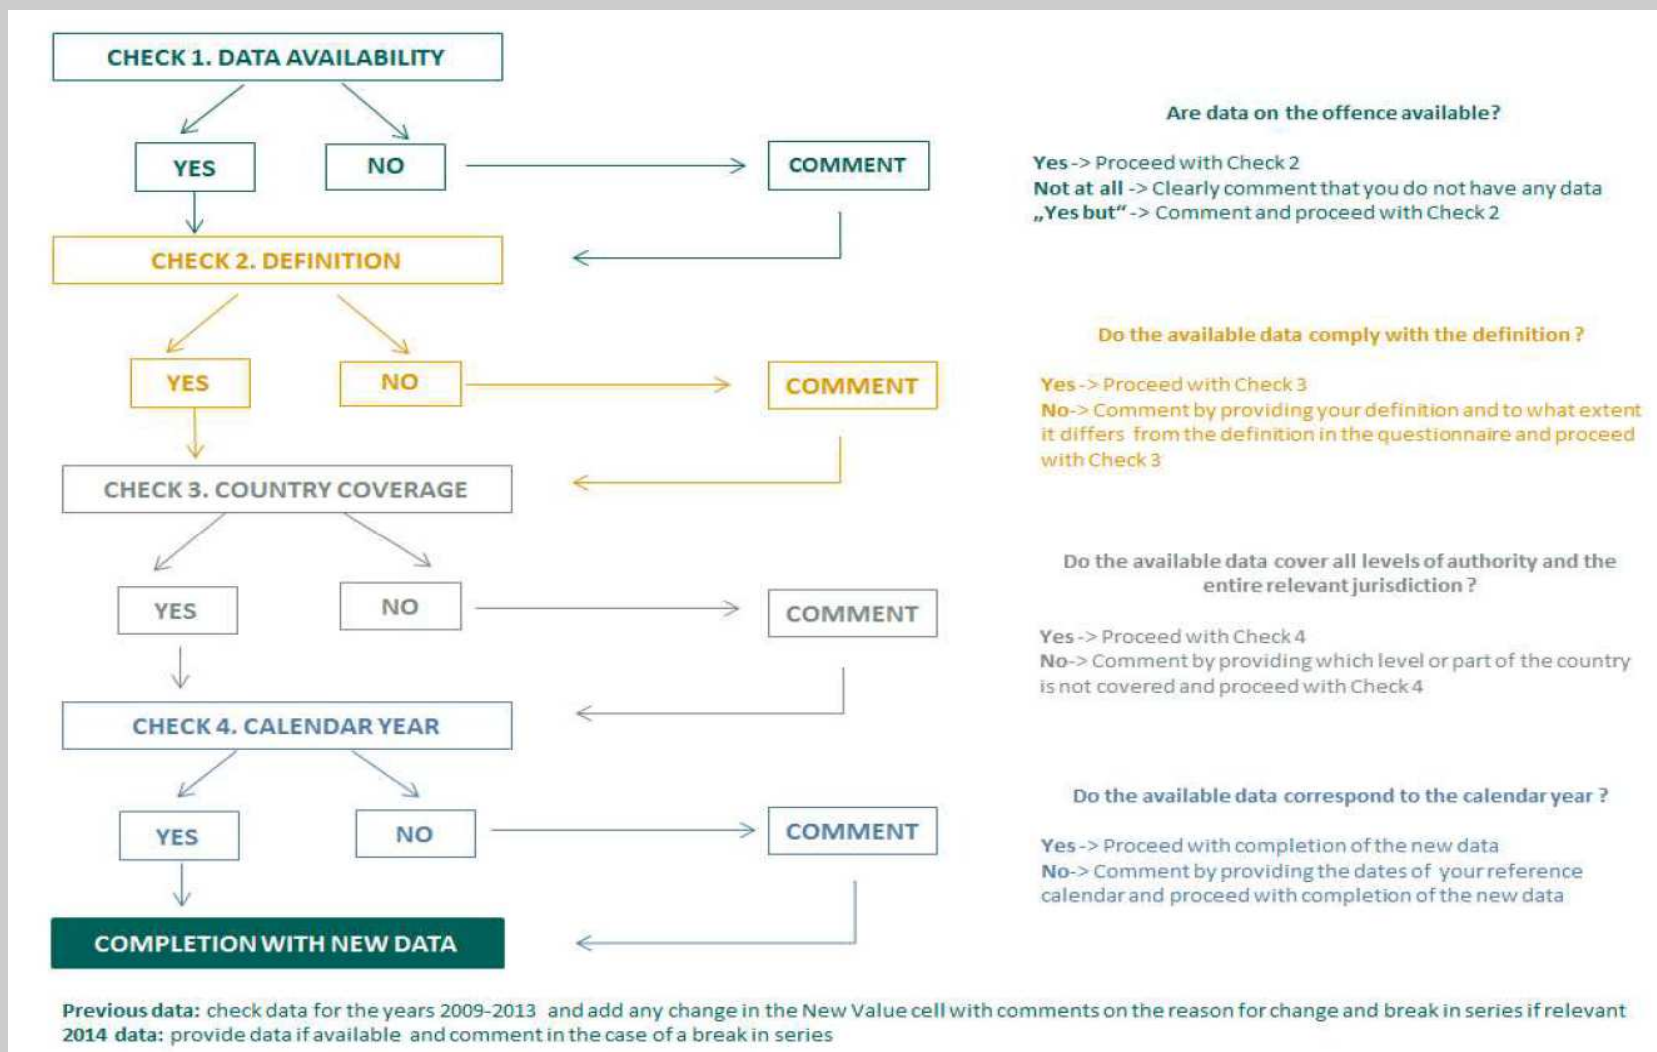 CHECK 1. DATA AVAILABILITY
YES
NO
COMMENT
Are data on the offence available?
Yes -> Proceed with Check 2
Not at all -> Clearly comment that you do not have any data
„Yes but“ -> Comment and proceed with Check 2
CHECK 2. DEFINITION
YES
NO
COMMENT
Do the available data comply with the definition ?
Yes -> Proceed with Check 3
No-> Comment by providing your definition and to what extent
it differs from the definition in the questionnaire and proceed
with Check 3
CHECK 3. COUNTRY COVERAGE
YES
NO
COMMENT
Do the available data cover all levels of authority and the
entire relevant jurisdiction ?
Yes -> Proceed with Check 4
No-> Comment by providing which level or part of the country
is not covered and proceed with Check 4
CHECK 4. CALENDAR YEAR
YES
NO
COMMENT
Do the available data correspond to the calendar year ?
Yes -> Proceed with completion of the new data
No-> Comment by providing the dates of your reference
calendar and proceed with completion of the new data
COMPLETION WITH NEW DATA
Previous data: check data for the years 2009-2013 and add any change in the New Value cell with comments on the reason for change and break in series if relevant
2014 data: provide data if available and comment in the case of a break in series